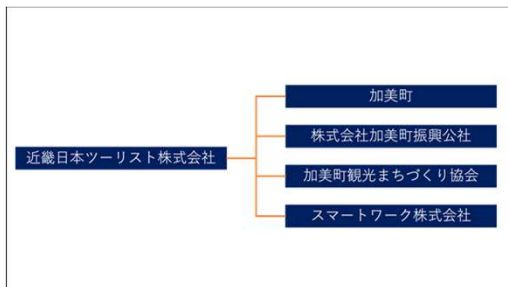 近畿日本ツーリスト株式会社
加美町
株式会社加美町振興公社
加美町観光まちづくり協会
スマートワーク株式会社